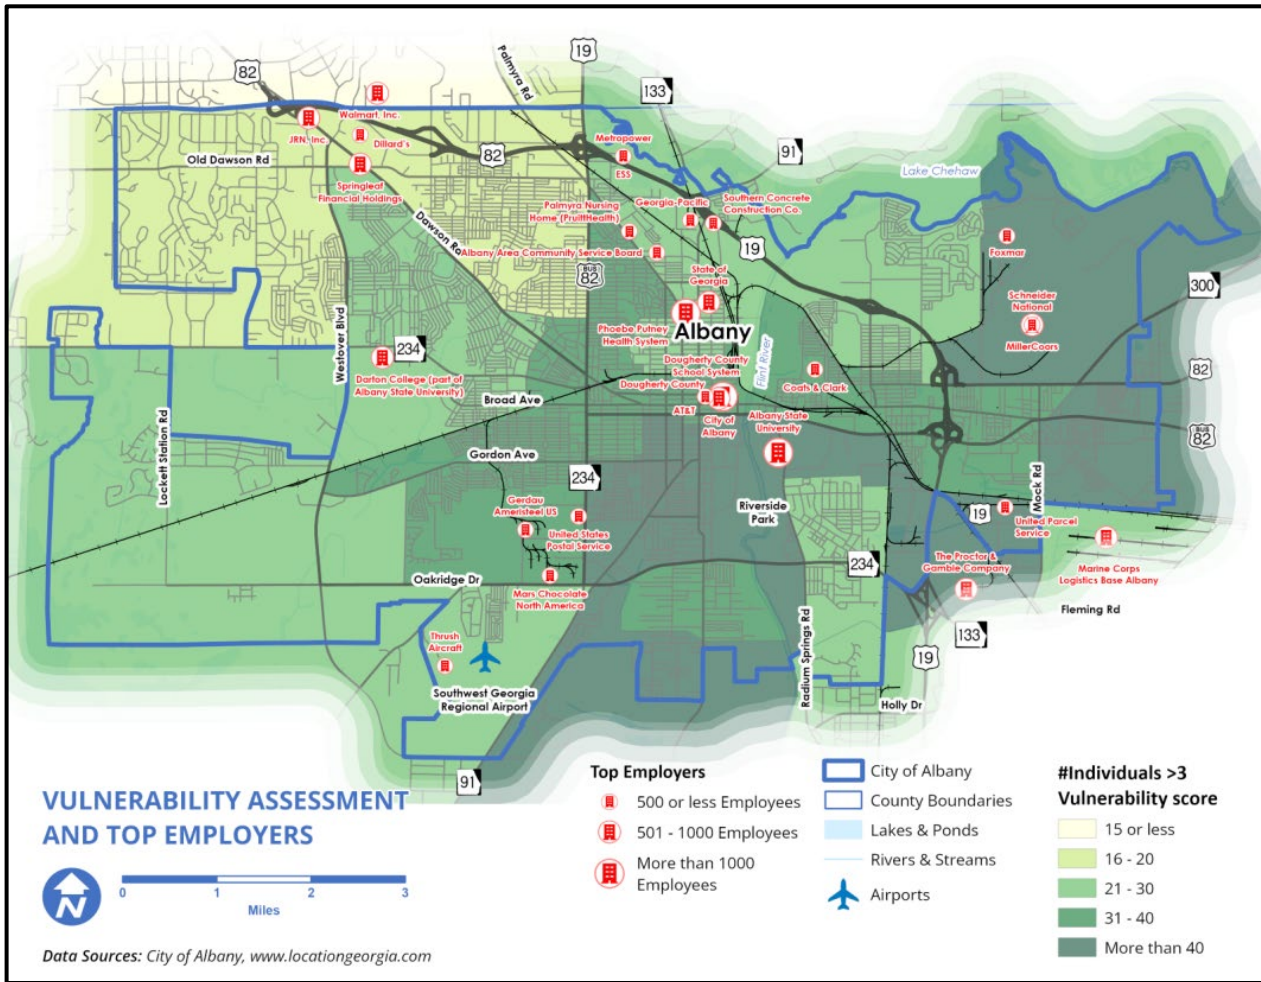 82
19
Palmyra Rd
133
91
Walmart, Inc.
JRN, Inc.
Dillard's
Old Dawson Rd
82
Metropower
ESS
Lake Chehaw
Springleaf
Financial Holdings
Georgia-Pacific
Southern Concrete
Construction Co.
Palmyra Nursing
Home (PruittHealth)
Dawson Rd
19
Foxmar
Albany Area Community Service Board
BUS
82
State of
Georgia
300
Schneider
National
Phoebe Putney
Health System
Albany
MillerCoors
Westover Blvd
234
Flint River
Dougherty County
School System
82
Darton College (part of
Albany State University)
Dougherty County
Coats & Clark
Broad Ave
AT&T
City of
Albany
Albany State
University
BUS
82
Lockett Station Rd
Gordon Ave
234
Mock Rd
Gerdau
Ameristeel US
Riverside
Park
19
United Parcel
Service
United States
Postal Service
234
The Proctor &
Gamble Company
Marine Corps
Logistics Base Albany
Oakridge Dr
Mars Chocolate
North America
Fleming Rd
Radium Springs Rd
133
Thrush
Aircraft
19
Southwest Georgia
Regional Airport
Holly Dr
91
VULNERABILITY ASSESSMENT
AND TOP EMPLOYERS
N
0 1 2 3
Miles
Data Sources: City of Albany, www.locationgeorgia.com
Top Employers
500 or less Employees
501 - 1000 Employees
More than 1000
Employees
City of Albany
County Boundaries
Lakes & Ponds
Rivers & Streams
Airports
#Individuals >3
Vulnerability score
15 or less
16 - 20
21 - 30
31 - 40
More than 40